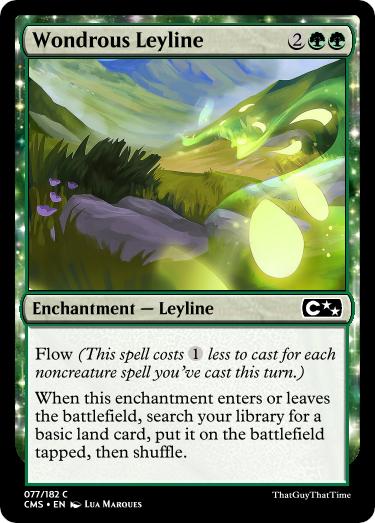 Wondrous Leyline 2
Enchantment — Leyline C
Flow (This spell costs 1 less to cast for each
noncreature spell you've cast this turn.)
When this enchantment enters or leaves
the battlefield, search your library for a
basic land card, put it on the battlefield
tapped, then shuffle.
077/182 C
CMS • EN Lua Marques
ThatGuyThatTime